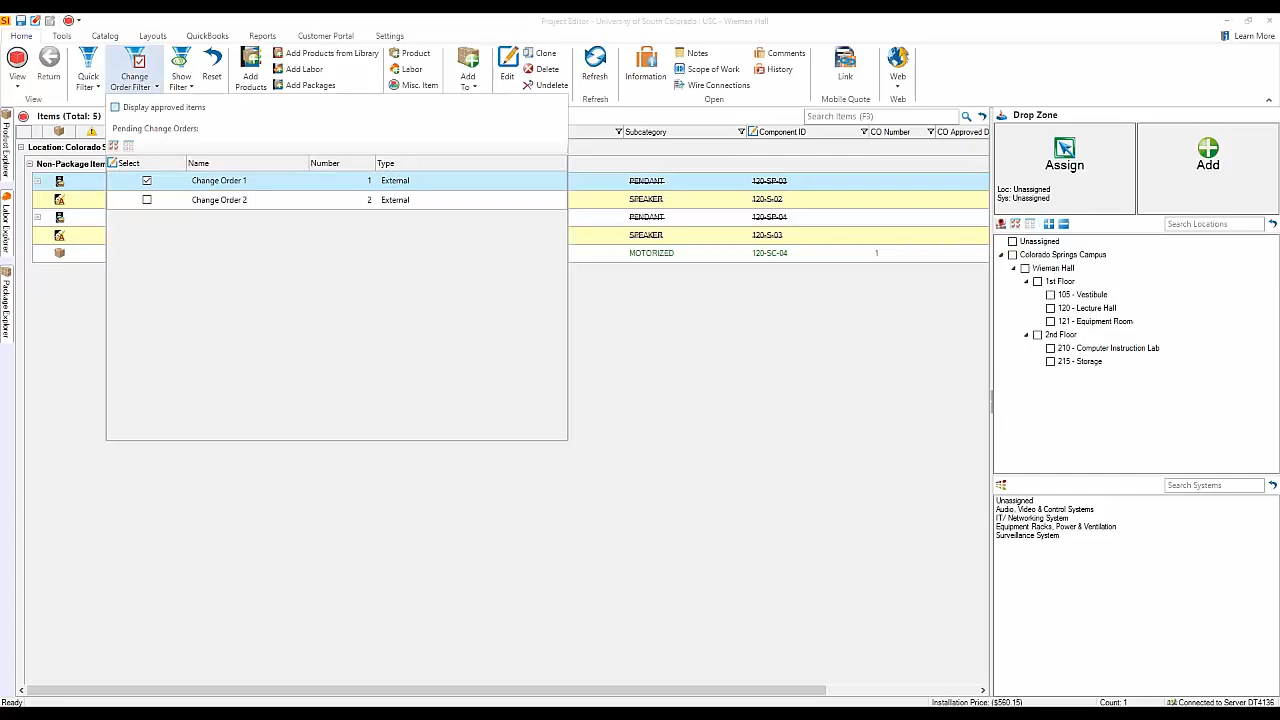 SI
Project Editor - University of South Colorado : USC - Wieman Hall
Home Tools Catalog Layouts QuickBooks Reports Customer Portal Settings
Learn More
View
Return
Quick Filter
Change Order Filter
Show Filter
Reset
Add Products
Add Products from Library
Add Labor
Add Packages
Product
Labor
Misc. Item
Add To
Edit
Clone
Delete
Undelete
Refresh
Information
Notes
Scope of Work
Wire Connections
Comments
History
Link
Web
View
Refresh
Open
Mobile Quote
Web
Product Explorer
Labor Explorer
Package Explorer
Items (Total: 5)
Search Items (F3)
Display approved items
Pending Change Orders:
Select Name Number Type
Change Order 1 1 External
Change Order 2 2 External
Subcategory Component ID CO Number CO Approved D
Location: Colorado S
Non-Package Item
PENDANT 120-SP-03
SPEAKER 120-S-02
PENDANT 120-SP-04
SPEAKER 120-S-03
MOTORIZED 120-SC-04 1
Drop Zone
Assign
Loc: Unassigned
Sys: Unassigned
Add
Search Locations
Unassigned
Colorado Springs Campus
Wieman Hall
1st Floor
105 - Vestibule
120 - Lecture Hall
121 - Equipment Room
2nd Floor
210 - Computer Instruction Lab
215 - Storage
Search Systems
Unassigned
Audio, Video & Control Systems
IT/ Networking System
Equipment Racks, Power & Ventilation
Surveillance System
Ready
Installation Price: ($560.15)
Count: 1
Connected to Server DT4136